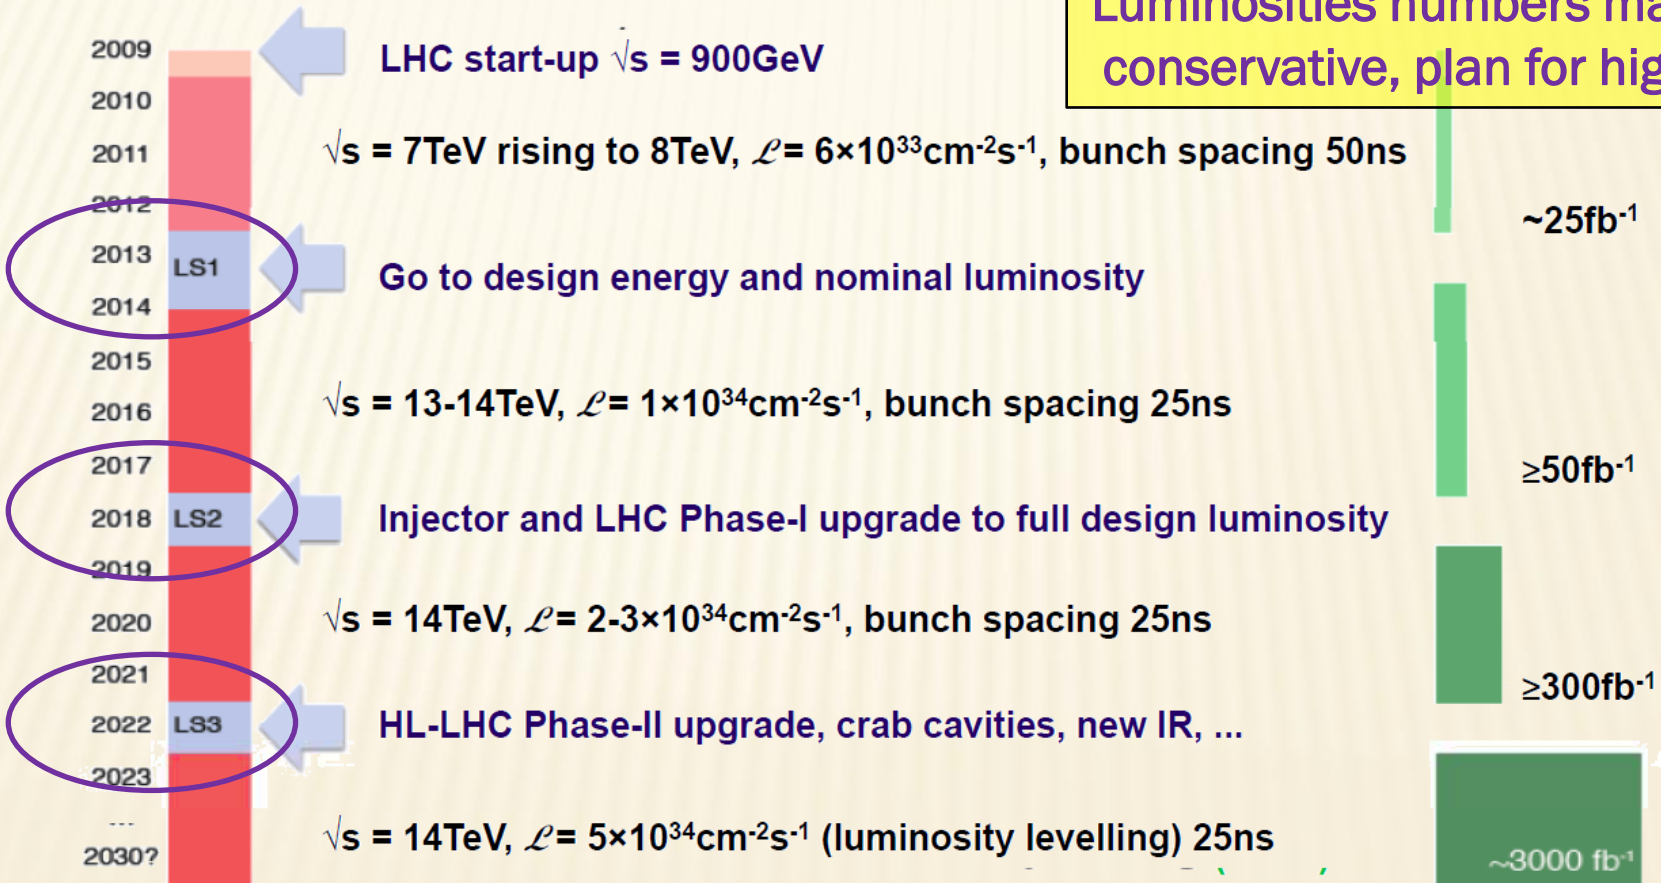 Luminosities numbers
conservative, plan for
2009
LHC start-up √s = 900GeV
2010
2011
√s = 7TeV rising to 8TeV, ℒ= 6×10³³cm⁻²s⁻¹, bunch spacing 50ns
2012
~25fb⁻¹
2013
LS1
Go to design energy and nominal luminosity
2014
2015
2016
√s = 13-14TeV, ℒ= 1×10³⁴cm⁻²s⁻¹, bunch spacing 25ns
2017
≥50fb⁻¹
2018
LS2
Injector and LHC Phase-I upgrade to full design luminosity
2019
2020
√s = 14TeV, ℒ= 2-3×10³⁴cm⁻²s⁻¹, bunch spacing 25ns
2021
≥300fb⁻¹
2022
LS3
HL-LHC Phase-II upgrade, crab cavities, new IR, ...
2023
...
√s = 14TeV, ℒ= 5×10³⁴cm⁻²s⁻¹ (luminosity levelling) 25ns
2030?
~3000 fb⁻¹